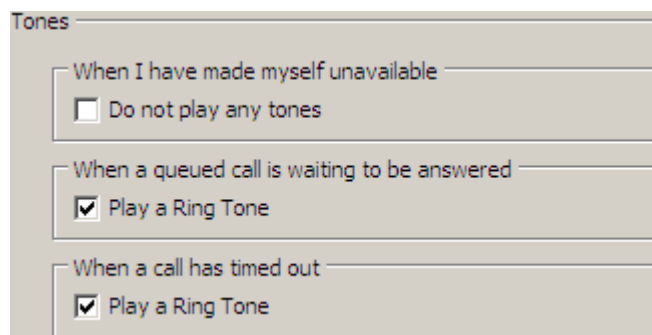 Tones
When I have made myself unavailable
Do not play any tones
When a queued call is waiting to be answered
Play a Ring Tone
When a call has timed out
Play a Ring Tone